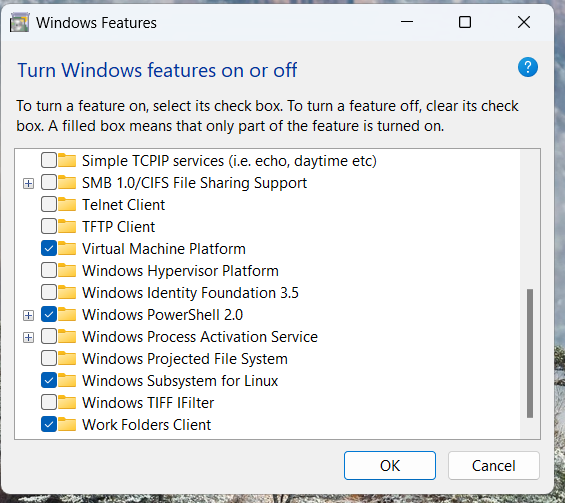 Windows Features
Turn Windows features on or off
?
To turn a feature on, select its check box. To turn a feature off, clear its check
box. A filled box means that only part of the feature is turned on.
Simple TCPIP services (i.e. echo, daytime etc)
SMB 1.0/CIFS File Sharing Support
Telnet Client
TFTP Client
Virtual Machine Platform
Windows Hypervisor Platform
Windows Identity Foundation 3.5
Windows PowerShell 2.0
Windows Process Activation Service
Windows Projected File System
Windows Subsystem for Linux
Windows TIFF IFilter
Work Folders Client
OK
Cancel